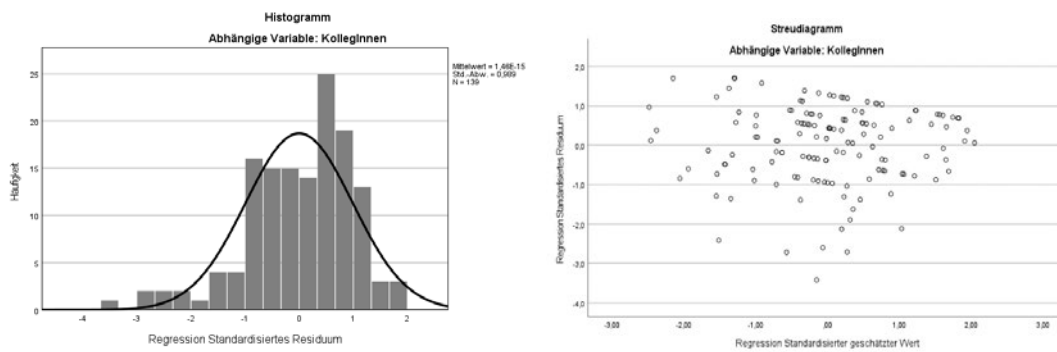 Histogramm
Abhängige Variable: KollegInnen
Mittelwert = 1,46E-15
Std.-Abw. = 0,989
N = 139
Häufigkeit
25
20
15
10
5
0
-4
-3
-2
-1
0
1
2
Regression Standardisiertes Residuum
Streudiagramm
Abhängige Variable: KollegInnen
Regression Standardisiertes Residuum
2,0
1,0
0,0
-1,0
-2,0
-3,0
-4,0
-3,00
-2,00
-1,00
,00
1,00
2,00
3,00
Regression Standardisierter geschätzter Wert